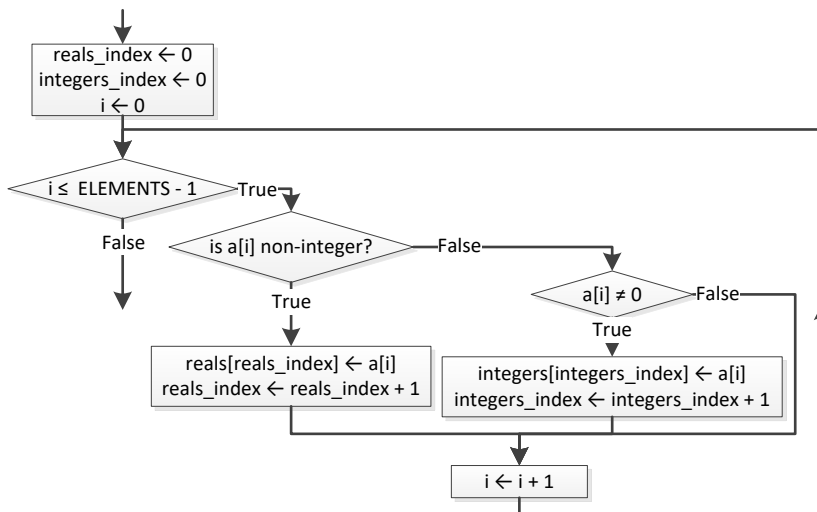 reals_index ← 0
integers_index ← 0
i ← 0
i ≤ ELEMENTS - 1
True
False
is a[i] non-integer?
False
True
a[i] ≠ 0
False
True
reals[reals_index] ← a[i]
reals_index ← reals_index + 1
integers[integers_index] ← a[i]
integers_index ← integers_index + 1
i ← i + 1